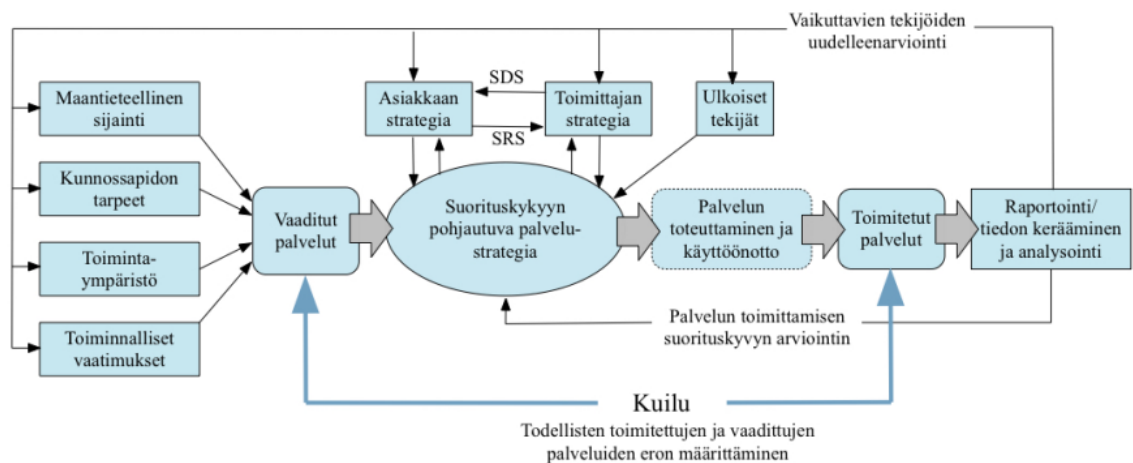 Vaikuttavien tekijöiden
uudelleenarviointi
Maantieteellinen
sijainti
Kunnossapidon
tarpeet
Toiminta-
ympäristö
Toiminnalliset
vaatimukset
Vaaditut
palvelut
Asiakkaan
strategia
SDS
SRS
Toimittajan
strategia
Ulkoiset
tekijät
Suorituskykyyn
pohjautuva palvelu-
strategia
Palvelun
toteuttaminen ja
käyttöönotto
Toimitetut
palvelut
Raportointi/
tiedon kerääminen
ja analysointi
Palvelun toimittamisen
suorituskyvyn arviointin
Kuilu
Todellisten toimitettujen ja vaadittujen
palveluiden eron määrittäminen